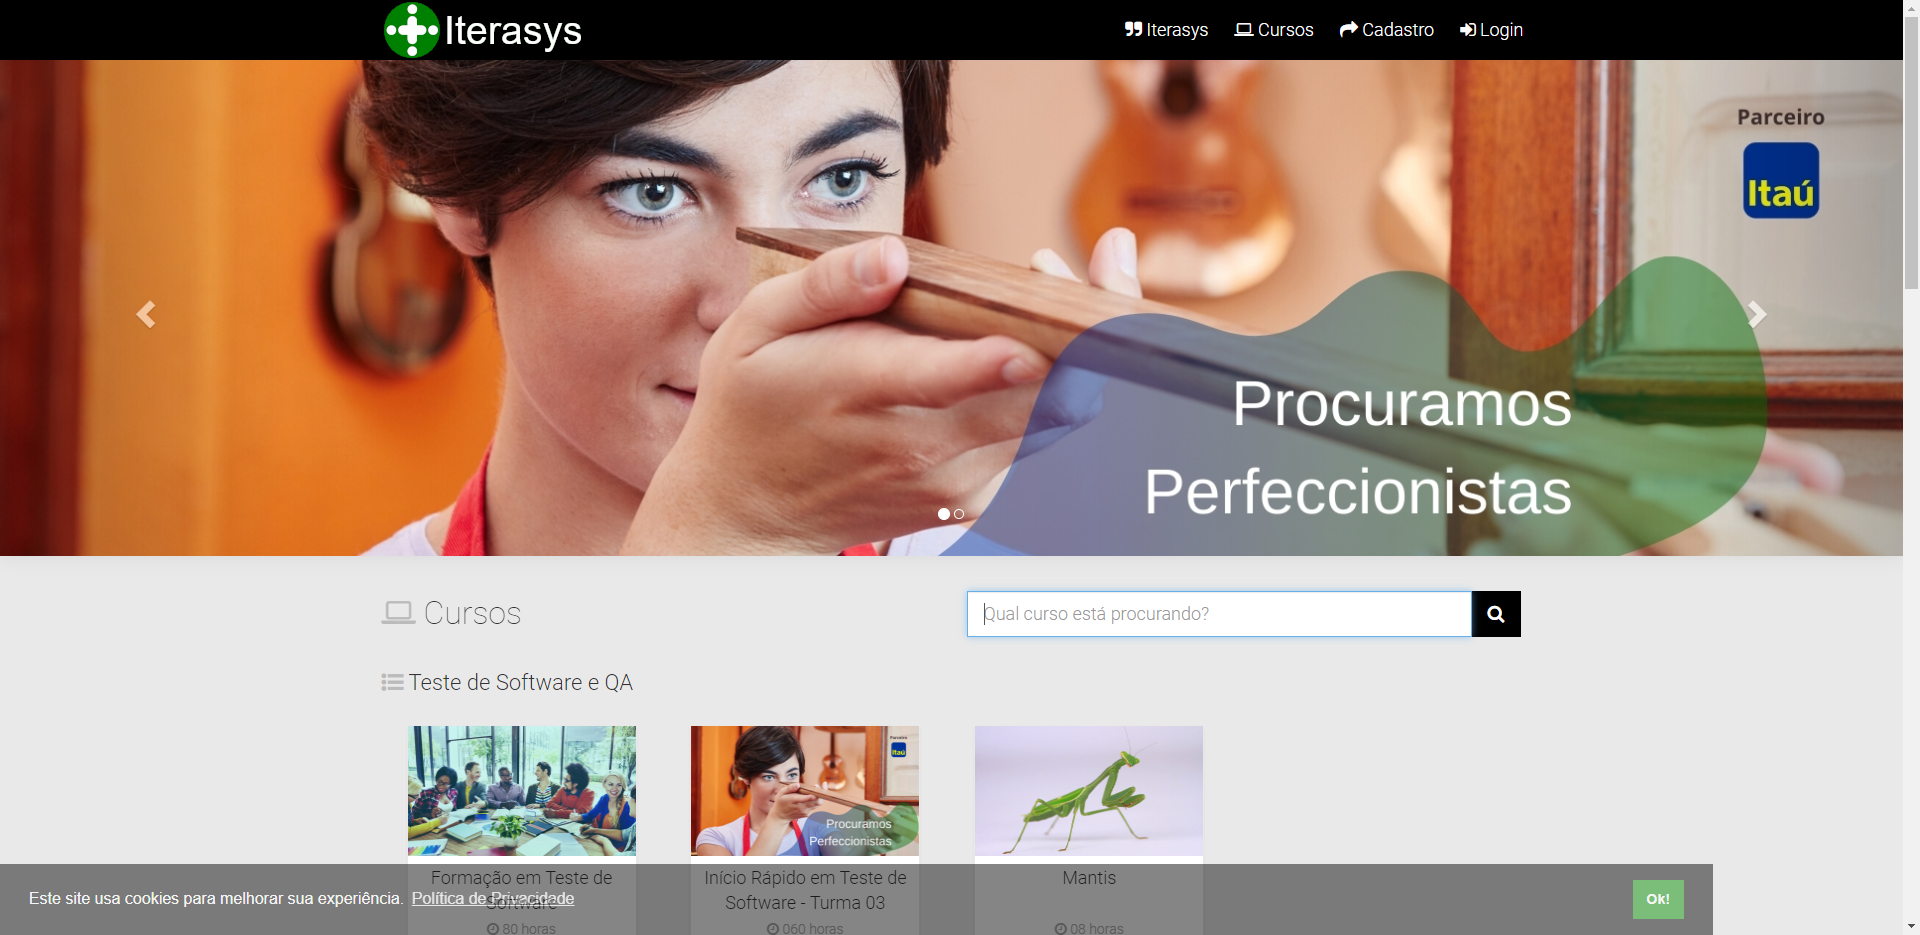 Iterasys
Iterasys Cursos Cadastro Login
Parceiro
Itaú
Procuramos
Perfeccionistas
Cursos
Qual curso está procurando?
Teste de Software e QA
Parceiro
Itaú
Procuramos
Perfeccionistas
Formação em Teste de
Software
80 horas
Início Rápido em Teste de
Software - Turma 03
060 horas
Mantis
08 horas
Este site usa cookies para melhorar sua experiência. Política de Privacidade
Ok!